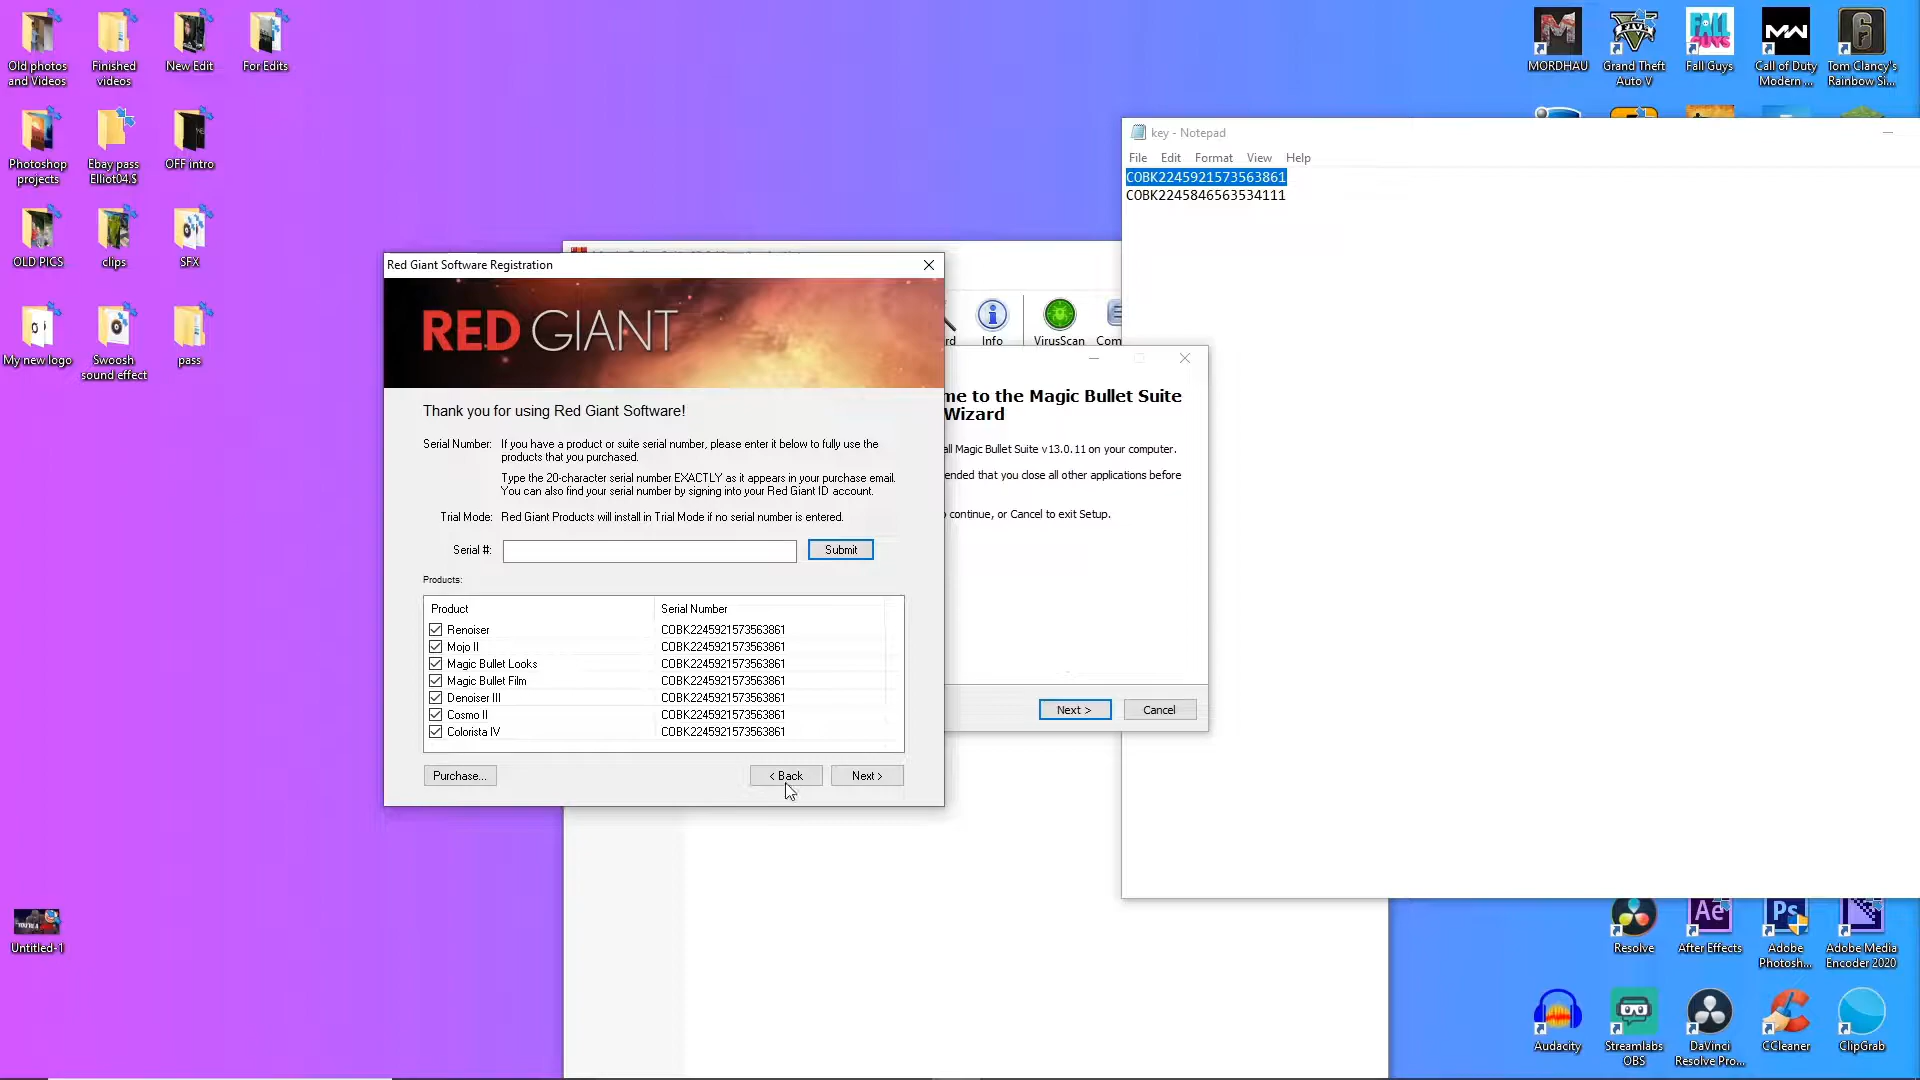 Old photos
and Videos
Finished
videos
New Edit
For Edits
Photoshop
projects
Ebay pass
Elliot04.S
OFF intro
OLD PICS
clips
SFX
My new logo
Swoosh
sound effect
pass
Untitled-1
MORDHAU
Grand Theft
Auto V
Fall Guys
Call of Duty
Modern ...
Tom Clancy's
Rainbow Si...
key - Notepad
File Edit Format View Help
COBK2245921573563861
COBK2245846563534111
Red Giant Software Registration
RED GIANT
Thank you for using Red Giant Software!
Serial Number: If you have a product or suite serial number, please enter it below to fully use the
products that you purchased.
Type the 20-character serial number EXACTLY as it appears in your purchase email.
You can also find your serial number by signing into your Red Giant ID account.
Trial Mode: Red Giant Products will install in Trial Mode if no serial number is entered.
Serial #: Submit
Products:
Product Serial Number
Renoiser COBK2245921573563861
Mojo II COBK2245921573563861
Magic Bullet Looks COBK2245921573563861
Magic Bullet Film COBK2245921573563861
Denoiser III COBK2245921573563861
Cosmo II COBK2245921573563861
Colorista IV COBK2245921573563861
Purchase... < Back Next >
rd Info VirusScan Com
me to the Magic Bullet Suite
Wizard
all Magic Bullet Suite v13.0.11 on your computer.
ended that you close all other applications before
continue, or Cancel to exit Setup.
Next > Cancel
Resolve
Ae
After Effects
Ps
Adobe
Photosh...
Adobe Media
Encoder 2020
Audacity
Streamlabs
OBS
DaVinci
Resolve Pro...
CCleaner
ClipGrab